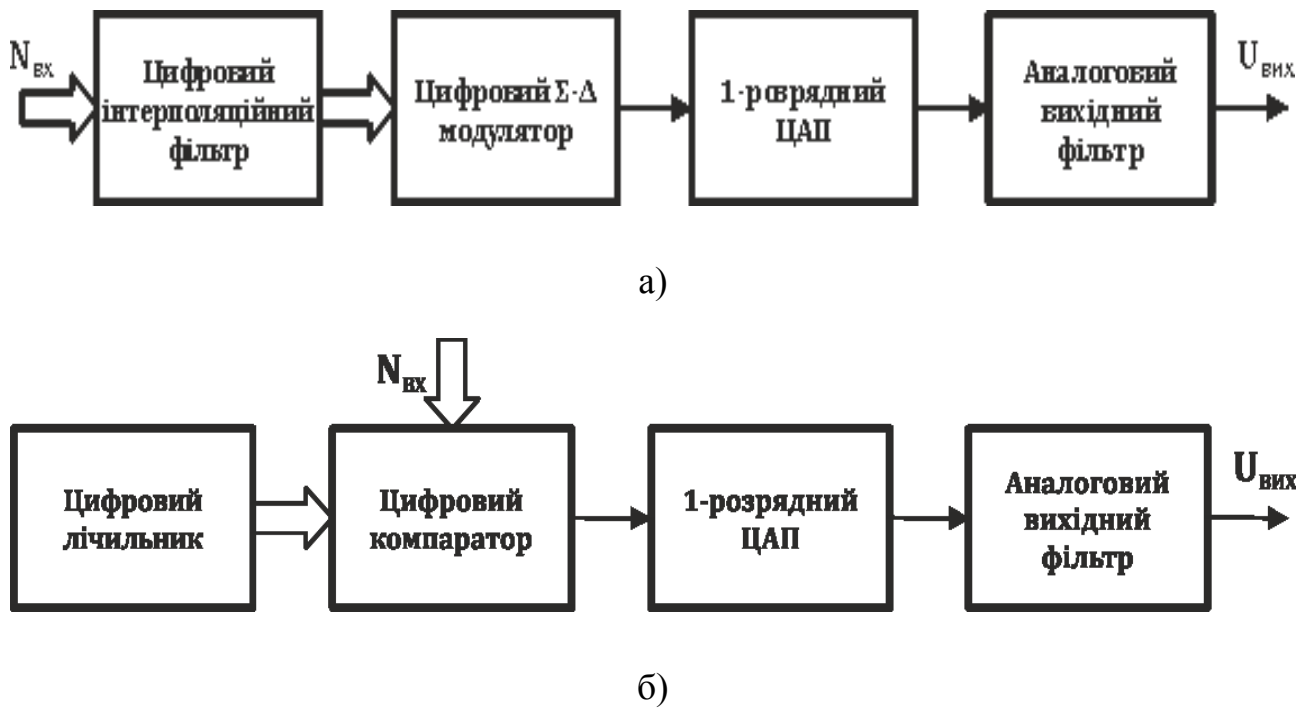 Nвх
Цифровий
інтерполяційний
фільтр
Цифровий Σ-Δ
модулятор
1-розрядний
ЦАП
Аналоговий
вихідний
фільтр
Uвих
а)
Nвх
Цифровий
лічильник
Цифровий
компаратор
1-розрядний
ЦАП
Аналоговий
вихідний
фільтр
Uвих
б)